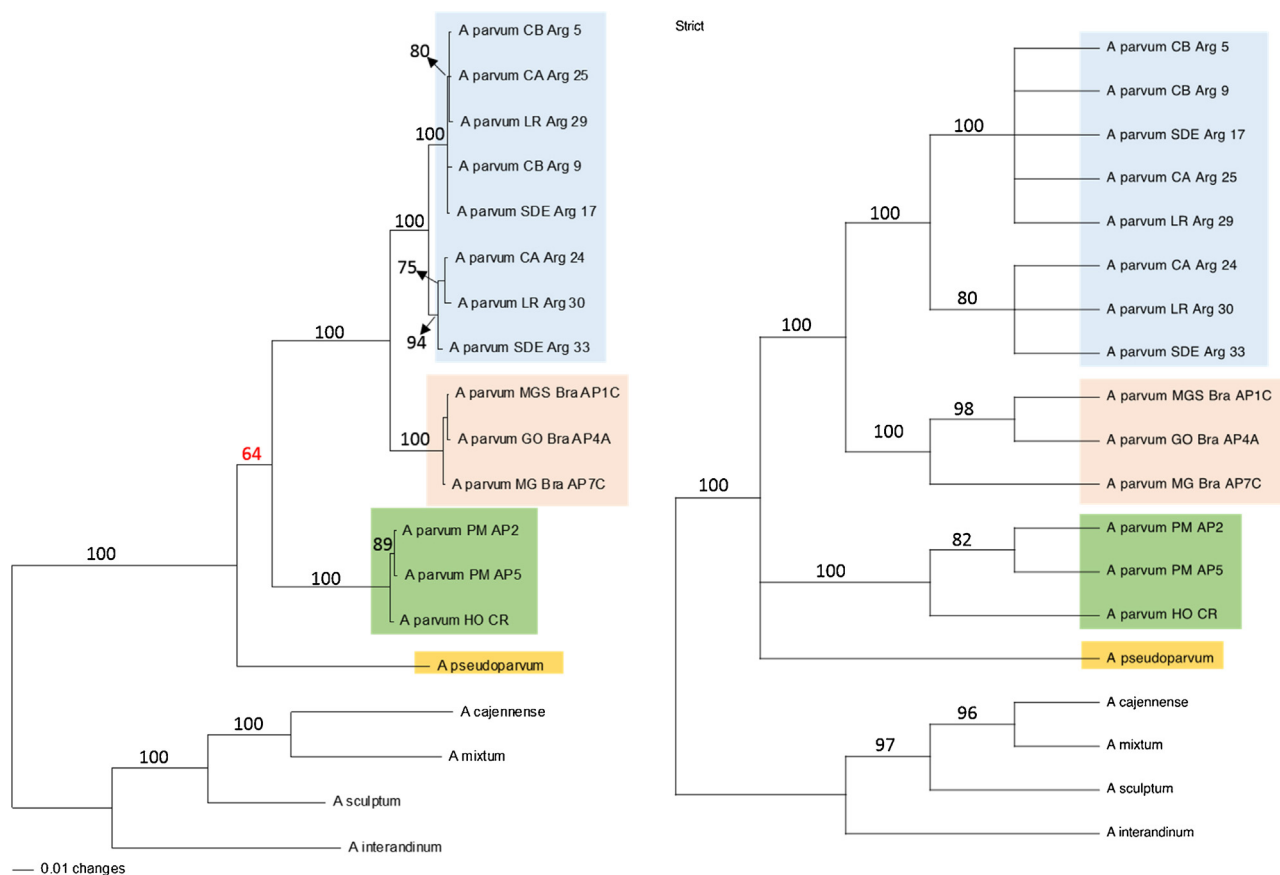 A parvum CB Arg 5
80
A parvum CA Arg 25
A parvum LR Arg 29
100
A parvum CB Arg 9
A parvum SDE Arg 17
100
A parvum CA Arg 24
75
A parvum LR Arg 30
94
A parvum SDE Arg 33
100
A parvum MGS Bra AP1C
100
A parvum GO Bra AP4A
64
A parvum MG Bra AP7C
A parvum PM AP2
89
100
A parvum PM AP5
100
A parvum HO CR
A pseudoparvum
A cajennense
100
A mixtum
100
A sculptum
A interandinum
0.01 changes
Strict
A parvum CB Arg 5
A parvum CB Arg 9
100
A parvum SDE Arg 17
A parvum CA Arg 25
100
A parvum LR Arg 29
A parvum CA Arg 24
80
A parvum LR Arg 30
100
A parvum SDE Arg 33
A parvum MGS Bra AP1C
98
100
A parvum GO Bra AP4A
A parvum MG Bra AP7C
100
A parvum PM AP2
82
A parvum PM AP5
100
A parvum HO CR
A pseudoparvum
A cajennense
96
A mixtum
97
A sculptum
A interandinum